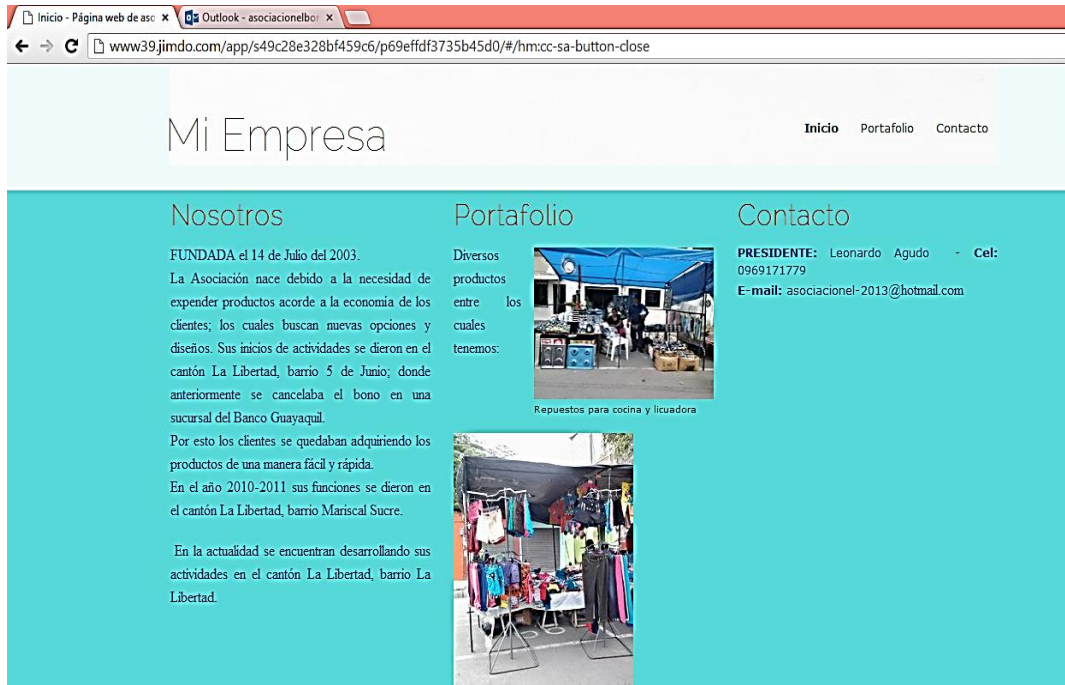 Inicio - Página web de aso
Outlook - asociacionelbor
www39.jimdo.com/app/s49c28e328bf459c6/p69effdf3735b45d0/#/hm:cc-sa-button-close
Mi Empresa
Inicio Portafolio Contacto
Nosotros
FUNDADA el 14 de Julio del 2003.
La Asociación nace debido a la necesidad de
expender productos acorde a la economia de los
clientes; los cuales buscan nuevas opciones y
diseños. Sus inicios de actividades se dieron en el
cantón La Libertad, barrio 5 de Junio; donde
anteriormente se cancelaba el bono en una
sucursal del Banco Guayaquil.
Por esto los clientes se quedaban adquiriendo los
productos de una manera fácil y rápida.
En el año 2010-2011 sus funciones se dieron en
el cantón La Libertad, barrio Mariscal Sucre.
En la actualidad se encuentran desarrollando sus
actividades en el cantón La Libertad, barrio La
Libertad.
Portafolio
Diversos
productos
entre los
cuales
tenemos:
Repuestos para cocina y licuadora
Contacto
PRESIDENTE: Leonardo Agudo - Cel:
0969171779
E-mail: asociacionel-2013@hotmail.com